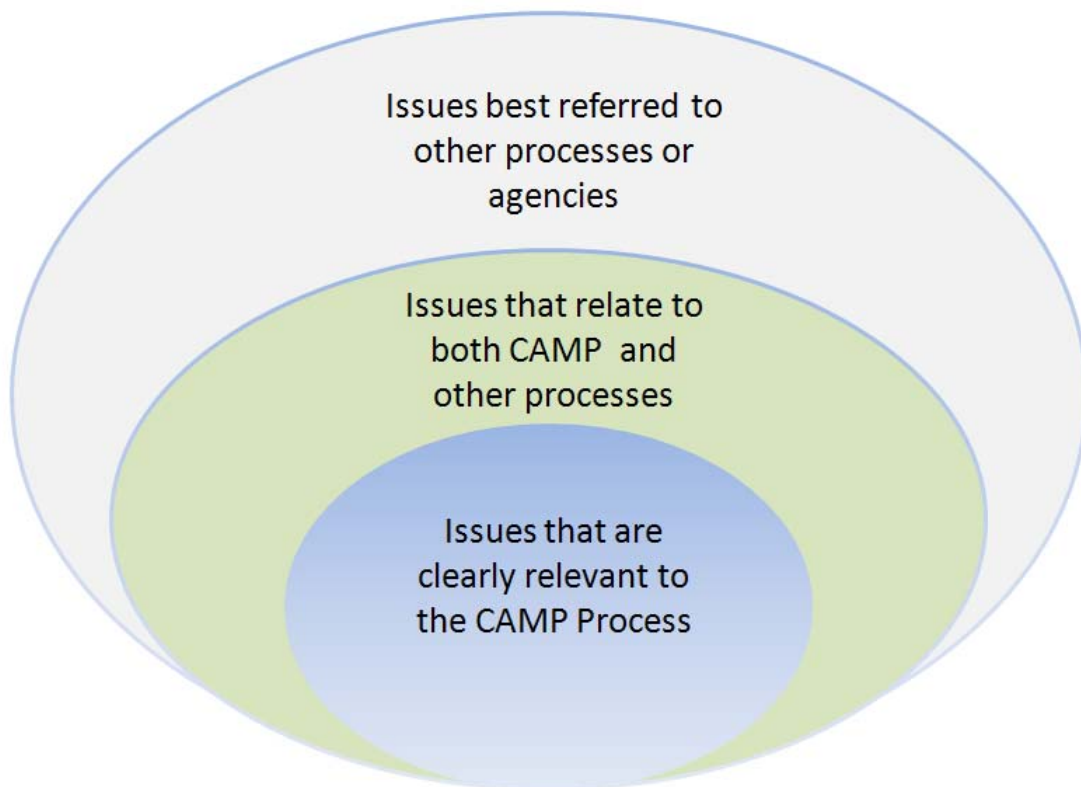 Issues best referred to
other processes or
agencies
Issues that relate to
both CAMP and
other processes
Issues that are
clearly relevant to
the CAMP Process